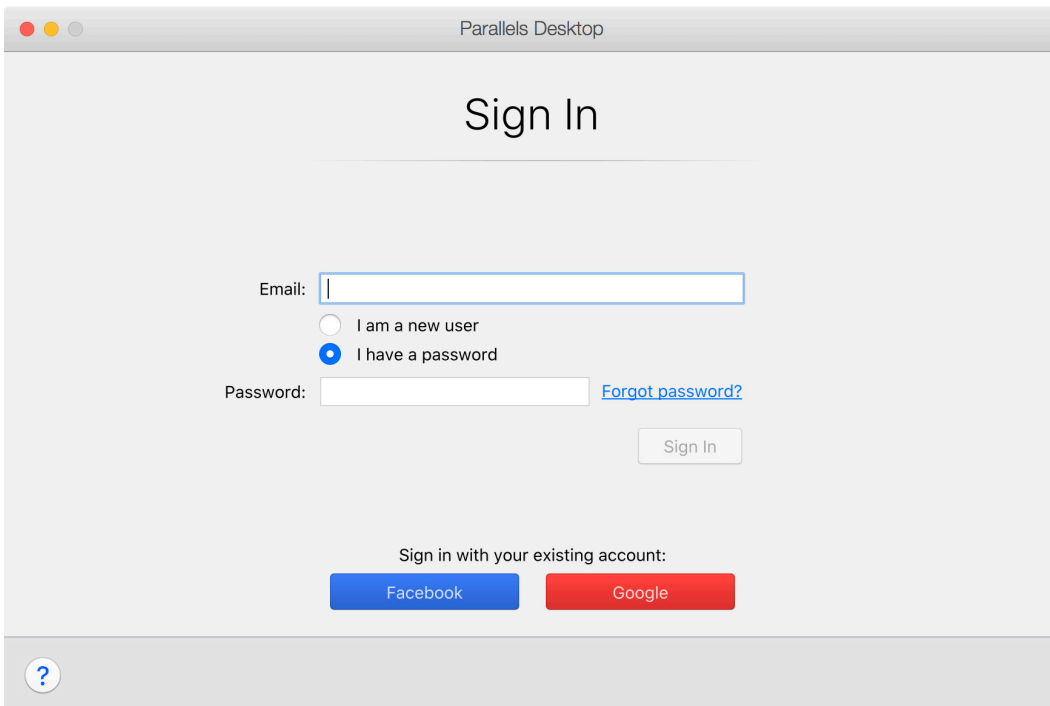 Parallels Desktop
Sign In
Email:
I am a new user
I have a password
Password: Forgot password?
Sign In
Sign in with your existing account:
Facebook Google
?